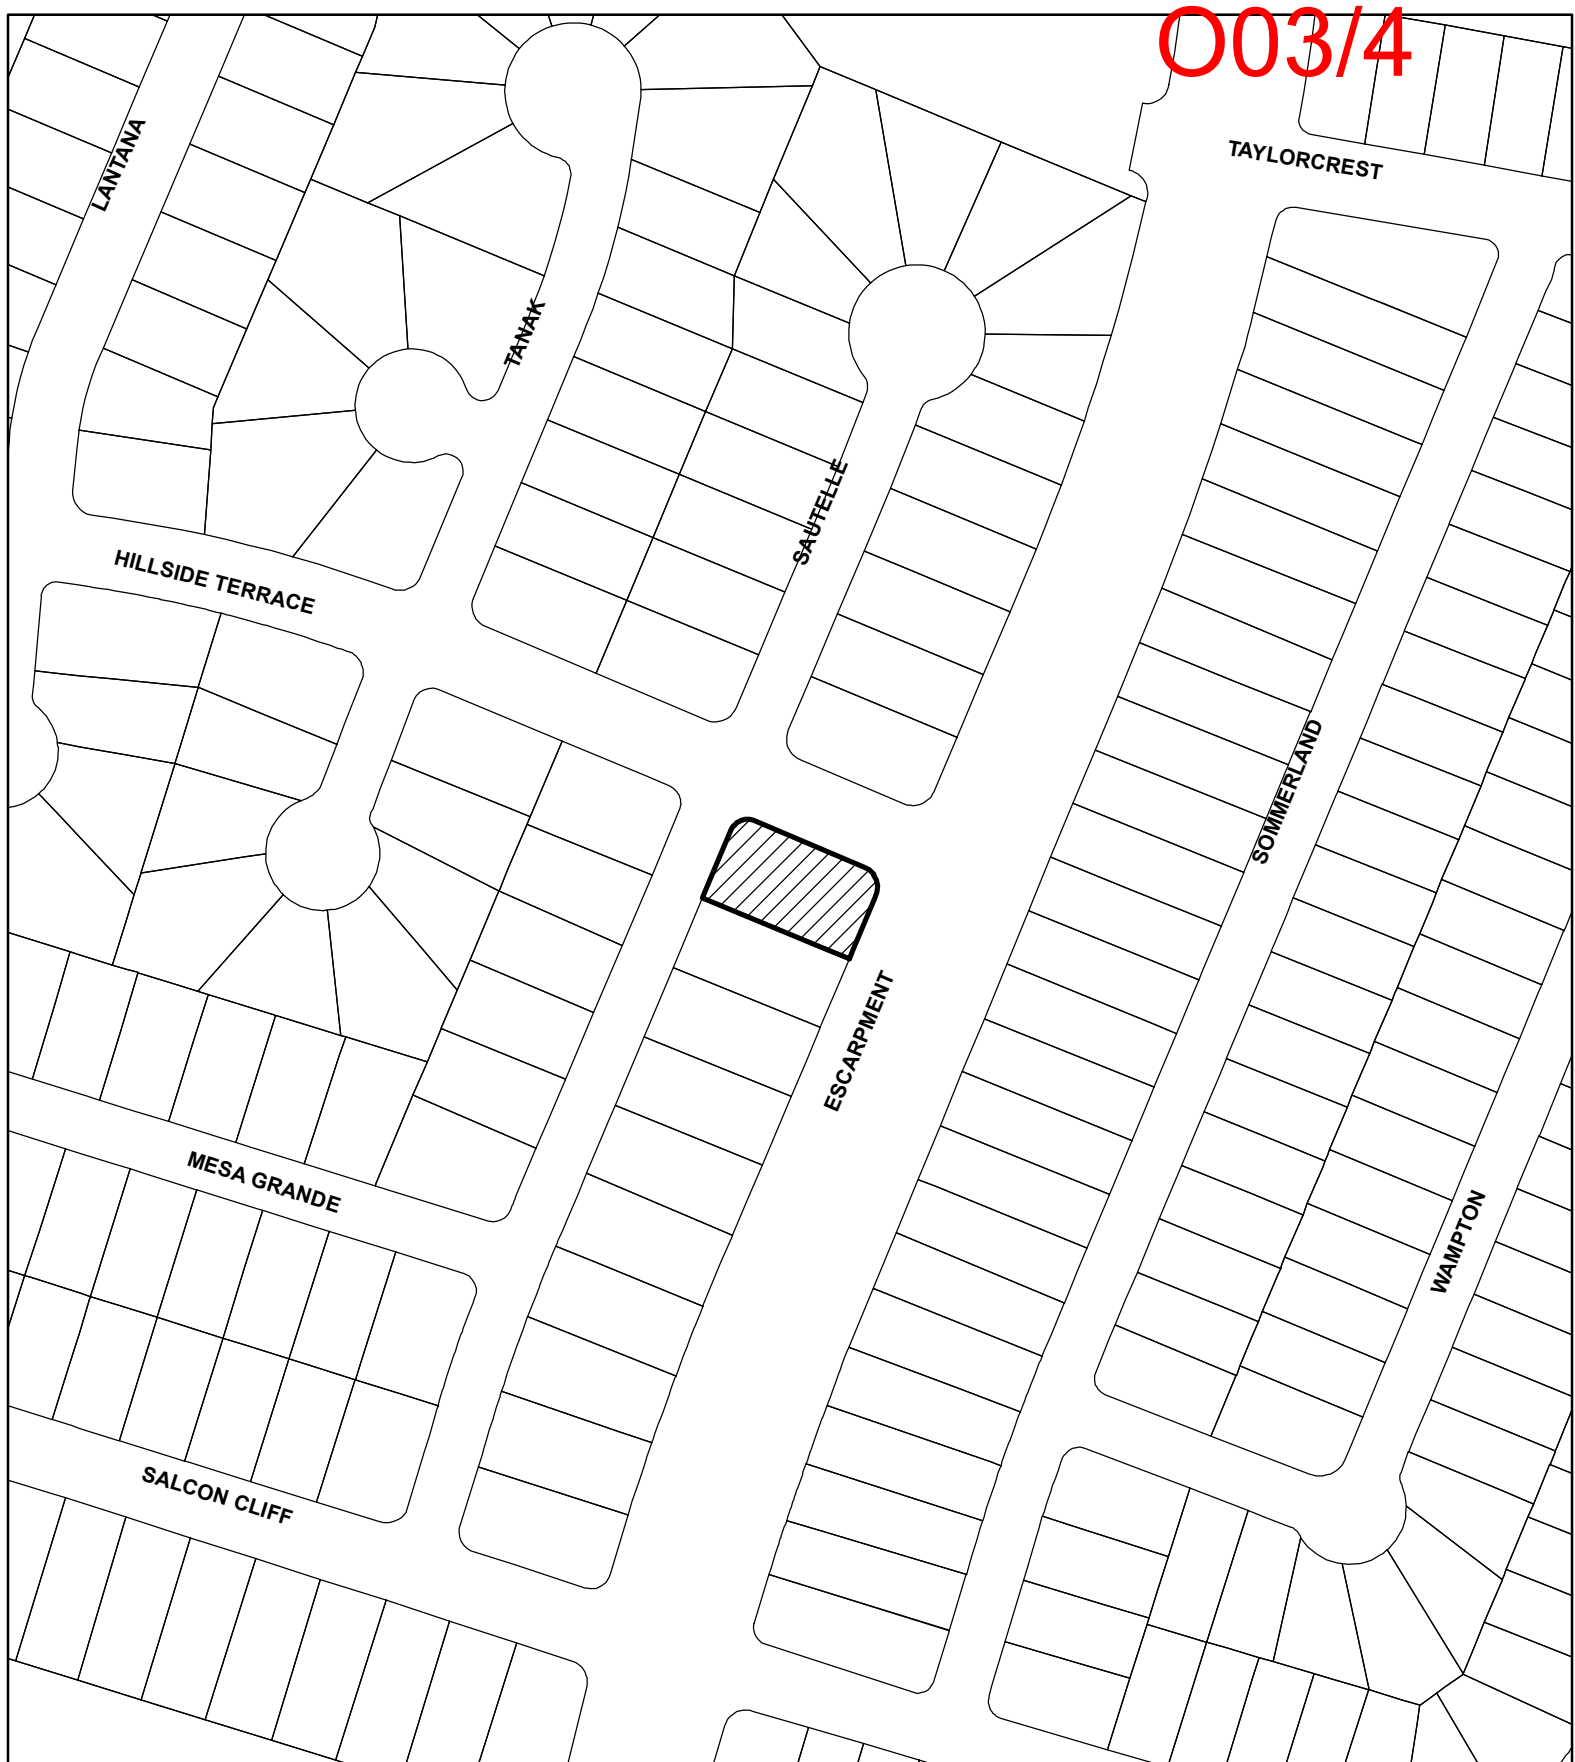 O03/4
TAYLORCREST
LANTANA
TANAK
SAUTELLE
HILLSIDE TERRACE
SOMMERLAND
ESCARPMENT
MESA GRANDE
WAMPTON
SALCON CLIFF